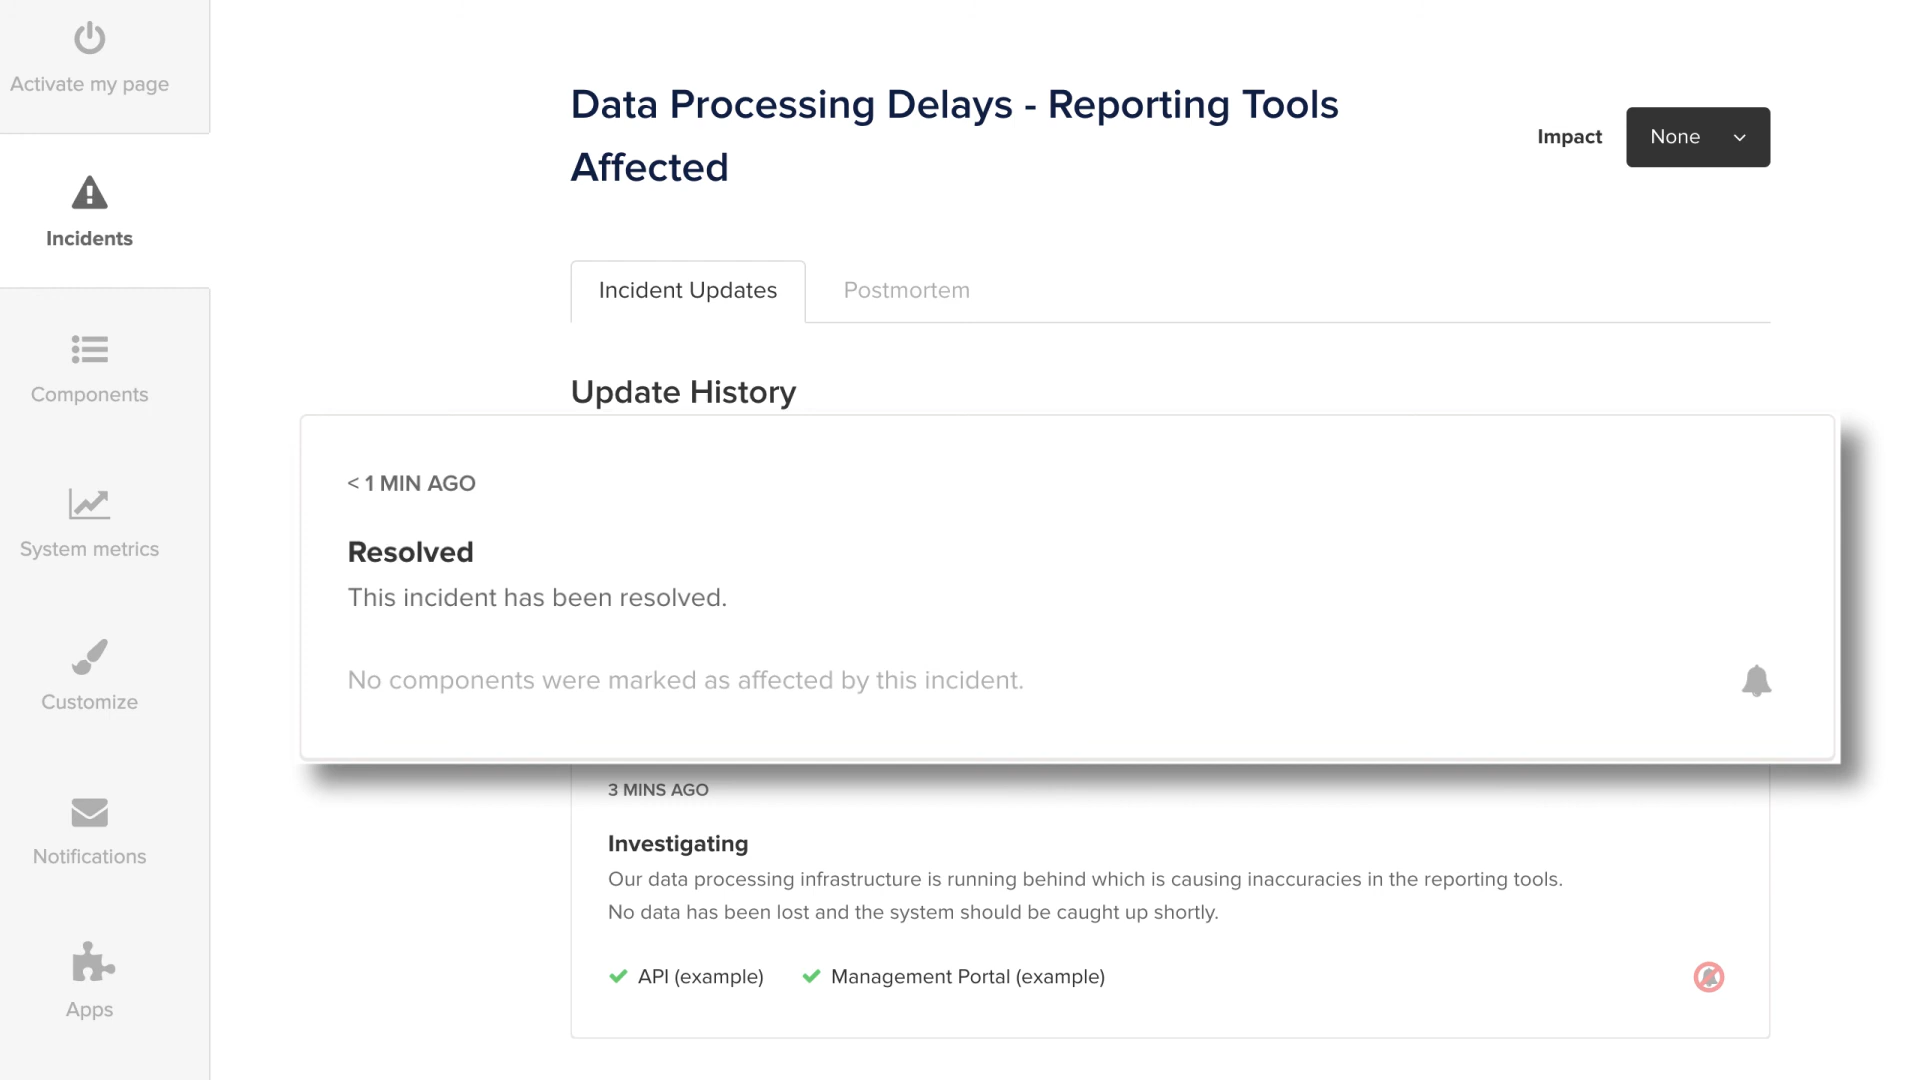 Activate my page
Incidents
Components
System metrics
Customize
Notifications
Apps
Data Processing Delays - Reporting Tools
Affected
Impact
None
Incident Updates
Postmortem
Update History
< 1 MIN AGO
Resolved
This incident has been resolved.
No components were marked as affected by this incident.
3 MINS AGO
Investigating
Our data processing infrastructure is running behind which is causing inaccuracies in the reporting tools.
No data has been lost and the system should be caught up shortly.
API (example)
Management Portal (example)